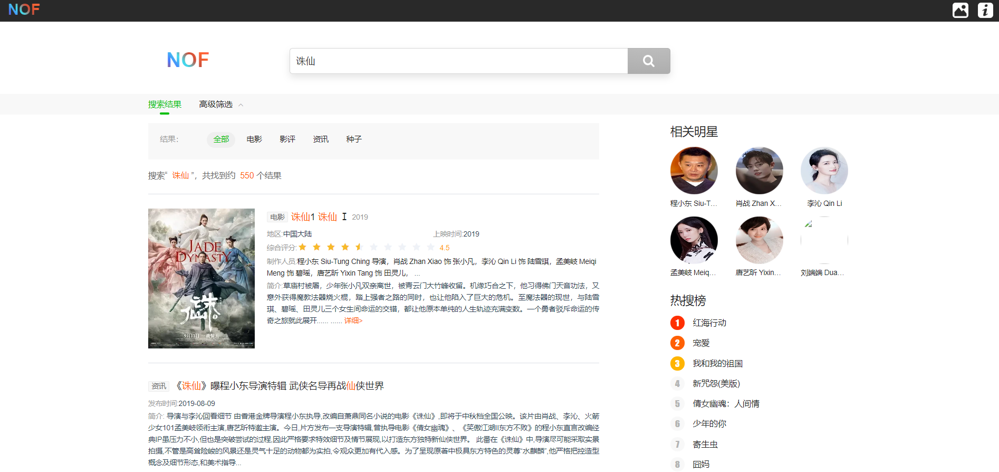 NOF
NOF
诛仙
搜索结果 高级筛选
结果: 全部 电影 影评 资讯 种子
搜索“ 诛仙 ”，共找到约 550 个结果
电影 诛仙1 诛仙 I 2019
地区:中国大陆 上映时间:2019
综合评分: 4.5
制作人员:程小东 Siu-Tung Ching 导演，肖战 Zhan Xiao 饰 张小凡，李沁 Qin Li 饰 陆雪琪，孟美岐 Meiqi
Meng 饰 碧瑶，唐艺昕 Yixin Tang 饰 田灵儿， ...
简介:草庙村被屠，少年张小凡双亲离世，被青云门大竹峰收留。机缘巧合之下，他习得佛门天音功法，又
意外获得魔教法器烧火棍，踏上强者之路的同时，也让他陷入了巨大的危机。至魔法器的现世，与陆雪
琪、碧瑶、田灵儿三个女生间命运的交错，都让他原本单纯的人生轨迹充满变数。一个勇者驳斥命运的传
奇之旅就此展开...... ...... 详细>
JADE
DYNASTY
诛仙
9月13日 一战惊天
资讯 《诛仙》曝程小东导演特辑 武侠名导再战仙侠世界
发布时间:2019-08-09
简介: 导演与李沁回看细节 由香港金牌导演程小东执导,改编自萧鼎同名小说的电影《诛仙》,即将于中秋档全国公映。该片由肖战、李沁、火箭
少女101孟美岐领衔主演,唐艺昕特邀主演。今日,片方发布一支导演特辑,曾执导电影《倩女幽魂》、《笑傲江湖II东方不败》的程小东直言改编经
典IP虽压力不小,但也是突破尝试的过程,因此严格要求特效细节及情节展现,以打造东方独特新仙侠世界。 此番在《诛仙》中,导演尽可能采取实景
拍摄,不管是高耸险峻的风景还是灵气十足的动物都为实拍,令观众更加有代入感。为了呈现原著中极具东方特色的灵尊“水麒麟”,他严格把控造型
概念及细节形态,和美术指导...
相关明星
程小东 Siu-T... 肖战 Zhan X... 李沁 Qin Li
孟美岐 Meiq... 唐艺昕 Yixin... 刘端端 Dua...
热搜榜
1 红海行动
2 宠爱
3 我和我的祖国
4 新咒怨(美版)
5 倩女幽魂：人间情
6 少年的你
7 寄生虫
8 囧妈